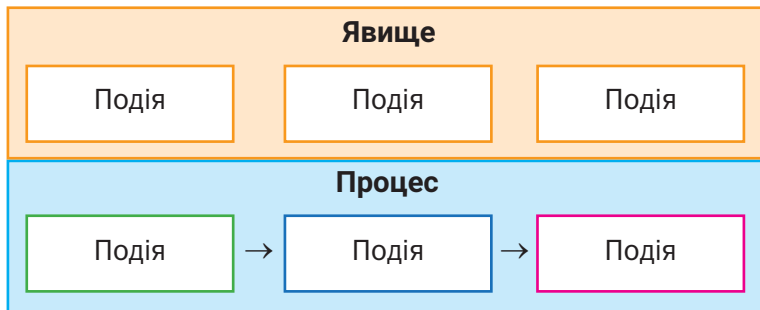 Явище
Подія Подія Подія
Процес
Подія → Подія → Подія